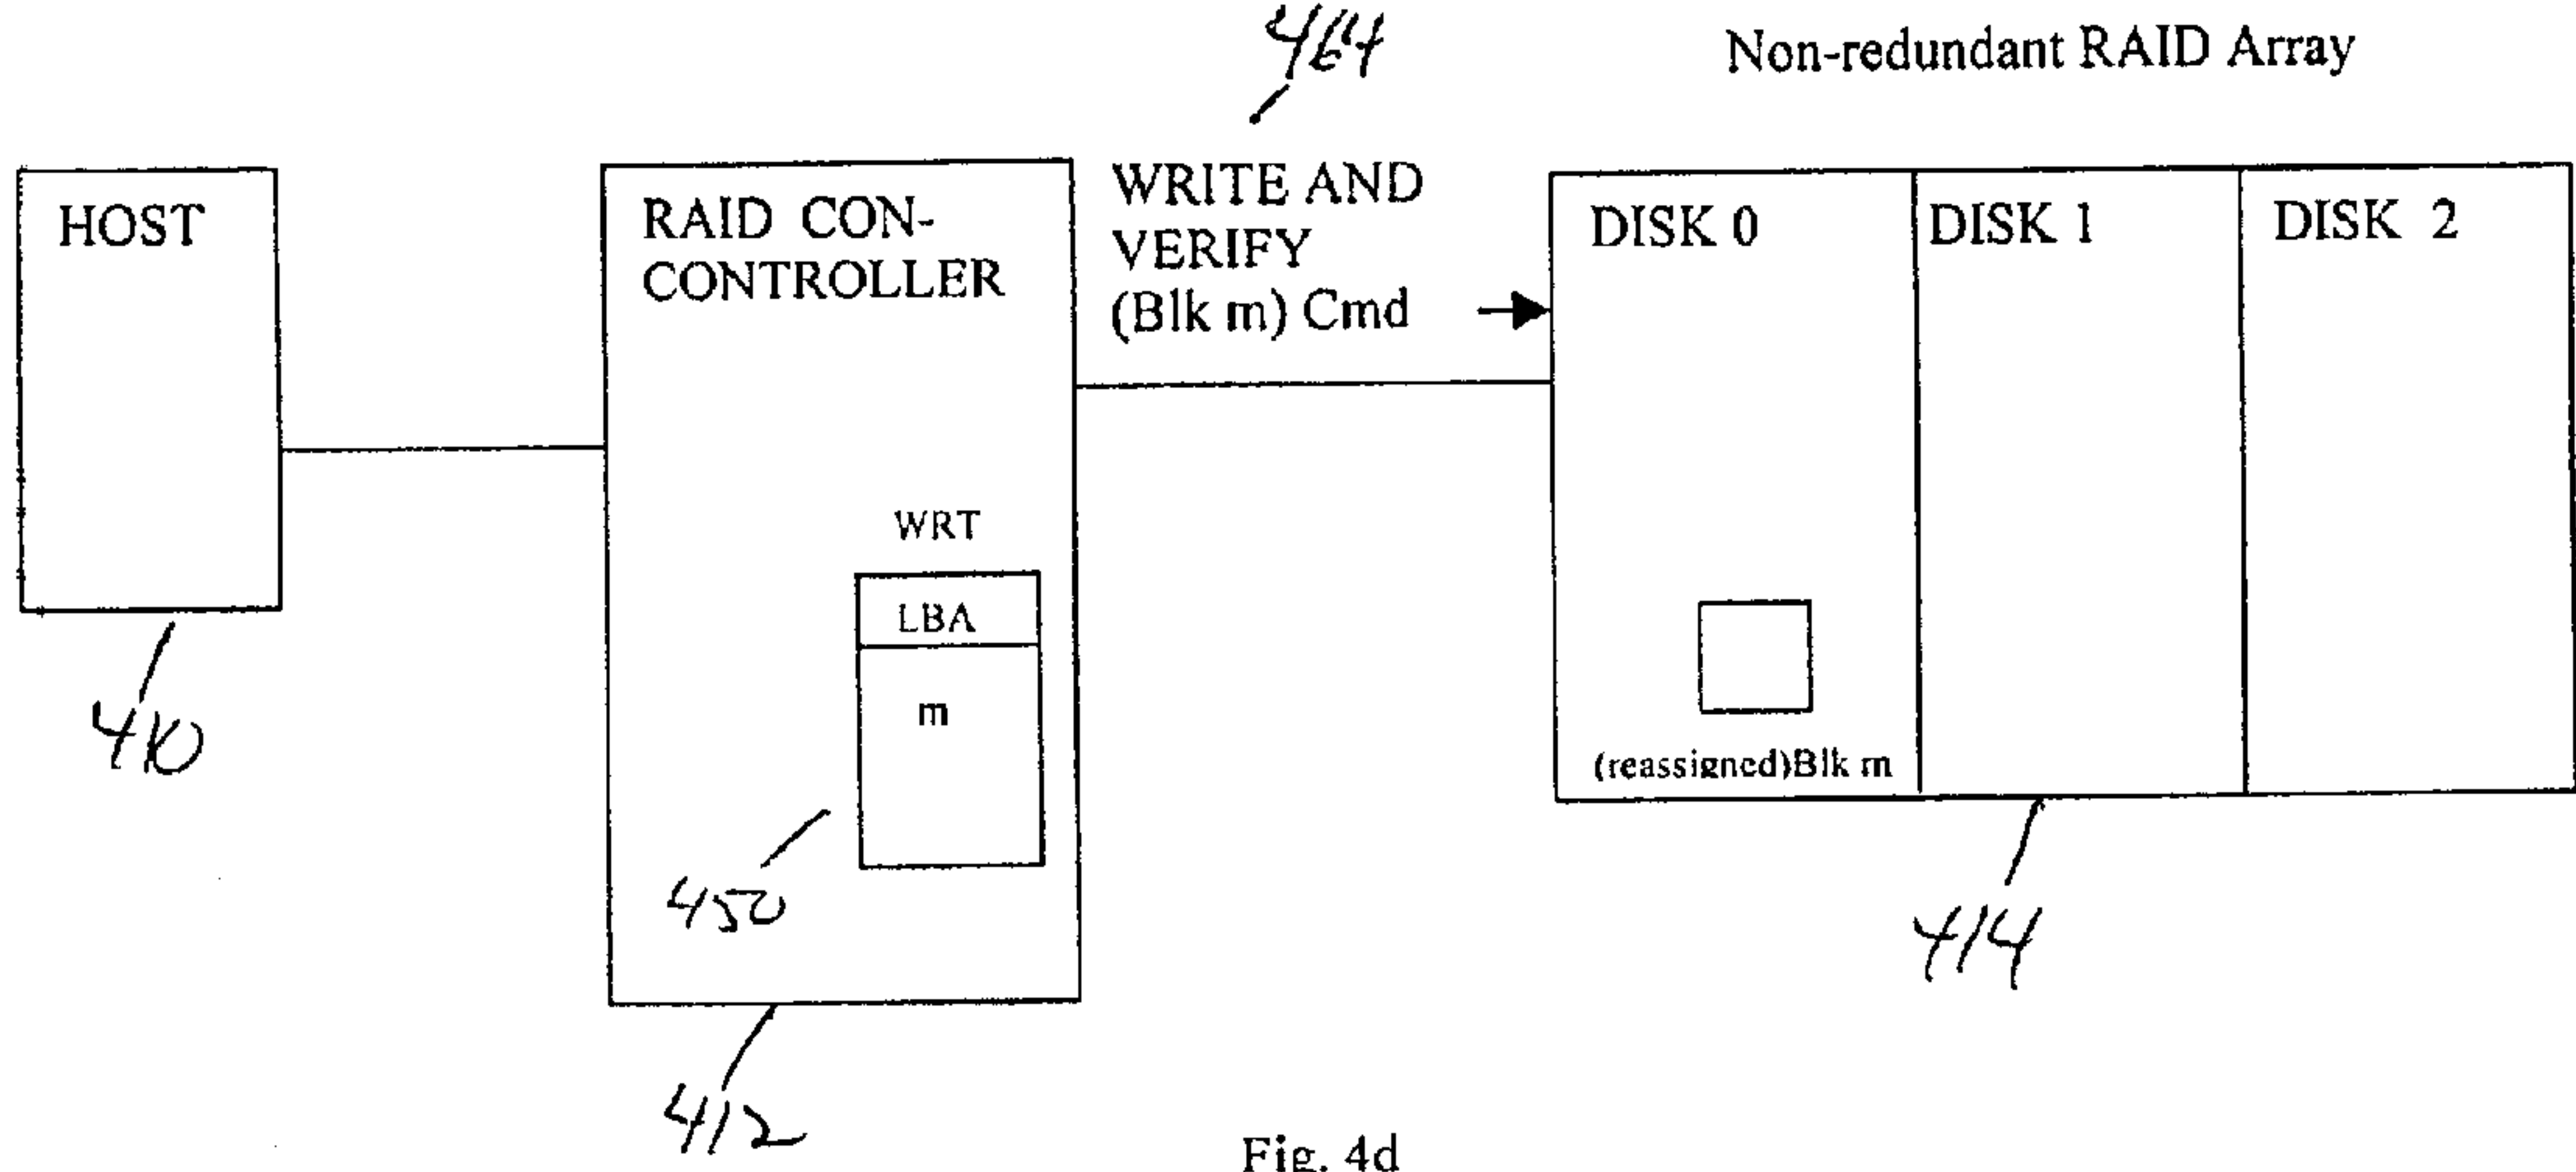 464
Non-redundant RAID Array
HOST
RAID CON-
CONTROLLER
WRITE AND
VERIFY
(Blk m) Cmd
DISK 0
DISK 1
DISK 2
WRT
LBA
m
(reassigned)Blk m
410
450
414
412
Fig. 4d